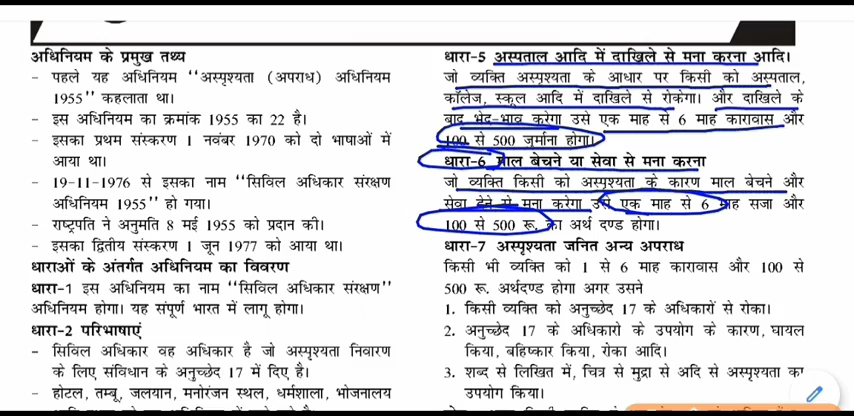 अधिनियम के प्रमुख तथ्य
- पहले यह अधिनियम ''अस्पृश्यता (अपराध) अधिनियम
1955'' कहलाता था।
- इस अधिनियम का क्रमांक 1955 का 22 है।
- इसका प्रथम संस्करण 1 नवंबर 1970 को दो भाषाओं में
आया था।
- 19-11-1976 से इसका नाम ''सिविल अधिकार संरक्षण
अधिनियम 1955'' हो गया।
- राष्ट्रपति ने अनुमति 8 मई 1955 को प्रदान की।
- इसका द्वितीय संस्करण 1 जून 1977 को आया था।
धाराओं के अंतर्गत अधिनियम का विवरण
धारा-1 इस अधिनियम का नाम ''सिविल अधिकार संरक्षण''
अधिनियम होगा। यह संपूर्ण भारत में लागू होगा।
धारा-2 परिभाषाएं
- सिविल अधिकार वह अधिकार है जो अस्पृश्यता निवारण
के लिए संविधान के अनुच्छेद 17 में दिए है।
- होटल, तम्बू, जलयान, मनोरंजन स्थल, धर्मशाला, भोजनालय
धारा-5 अस्पताल आदि में दाखिले से मना करना आदि।
जो व्यक्ति अस्पृश्यता के आधार पर किसी को अस्पताल,
कॉलेज, स्कूल आदि में दाखिले से रोकेगा। और दाखिले के
बाद भेद-भाव करेगा उसे एक माह से 6 माह कारावास और
100 से 500 जुर्माना होगा।
धारा-6 माल बेचने या सेवा से मना करना
जो व्यक्ति किसी को अस्पृश्यता के कारण माल बेचने और
सेवा देने से मना करेगा उसे एक माह से 6 माह सजा और
100 से 500 रू. का अर्थ दण्ड होगा।
धारा-7 अस्पृश्यता जनित अन्य अपराध
किसी भी व्यक्ति को 1 से 6 माह कारावास और 100 से
500 रू. अर्थदण्ड होगा अगर उसने
1. किसी व्यक्ति को अनुच्छेद 17 के अधिकारों से रोका।
2. अनुच्छेद 17 के अधिकारो के उपयोग के कारण, घायल
किया, बहिष्कार किया, रोका आदि।
3. शब्द से लिखित में, चित्र से मुद्रा से अदि से अस्पृश्यता का
उपयोग किया।